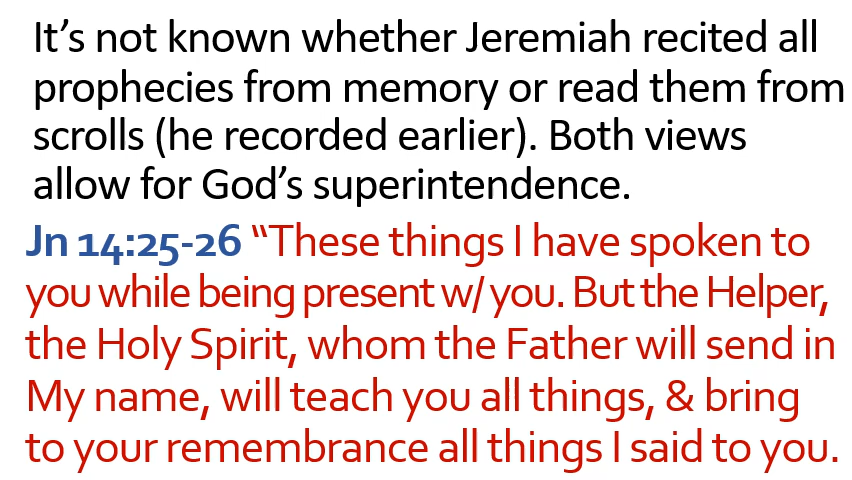 It’s not known whether Jeremiah recited all
prophecies from memory or read them from
scrolls (he recorded earlier). Both views
allow for God’s superintendence.
Jn 14:25-26 “These things I have spoken to
you while being present w/ you. But the Helper,
the Holy Spirit, whom the Father will send in
My name, will teach you all things, & bring
to your remembrance all things I said to you.